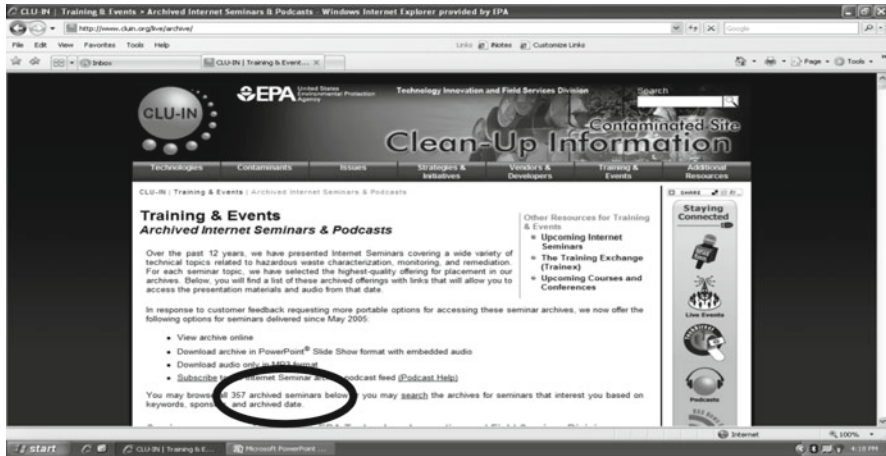 CLU-IN | Training & Events > Archived Internet Seminars & Podcasts - Windows Internet Explorer provided by EPA
http://www.cluin.org/live/archive/
Google
File Edit View Favorites Tools Help
Links Notes Customize Links
CLU-IN | Training & Event...
Page Tools
CLU-IN
EPA United States Environmental Protection Agency
Technology Innovation and Field Services Division
Search
Contaminated Site
Clean-Up Information
Technologies Contaminants Issues Strategies & Initiatives Vendors & Developers Training & Events Additional Resources
CLU-IN | Training & Events | Archived Internet Seminars & Podcasts
SHARE
Training & Events
Archived Internet Seminars & Podcasts
Over the past 12 years, we have presented Internet Seminars covering a wide variety of
technical topics related to hazardous waste characterization, monitoring, and remediation.
For each seminar topic, we have selected the highest-quality offering for placement in our
archives. Below, you will find a list of these archived offerings with links that will allow you to
access the presentation materials and audio from that date.
Other Resources for Training
& Events
Upcoming Internet
Seminars
The Training Exchange
(Trainex)
Upcoming Courses and
Conferences
In response to customer feedback requesting more portable options for accessing these seminar archives, we now offer the
following options for seminars delivered since May 2005:
View archive online
Download archive in PowerPoint® Slide Show format with embedded audio
Download audio only in MP3 format
Subscribe to Internet Seminar podcast feed (Podcast Help)
You may browse all 357 archived seminars below you may search the archives for seminars that interest you based on
keywords, and archived date.
Staying
Connected
Live Events
Podcasts
Internet 100%
start CLU-IN | Training & E... Microsoft PowerPoint ... 4:18 PM